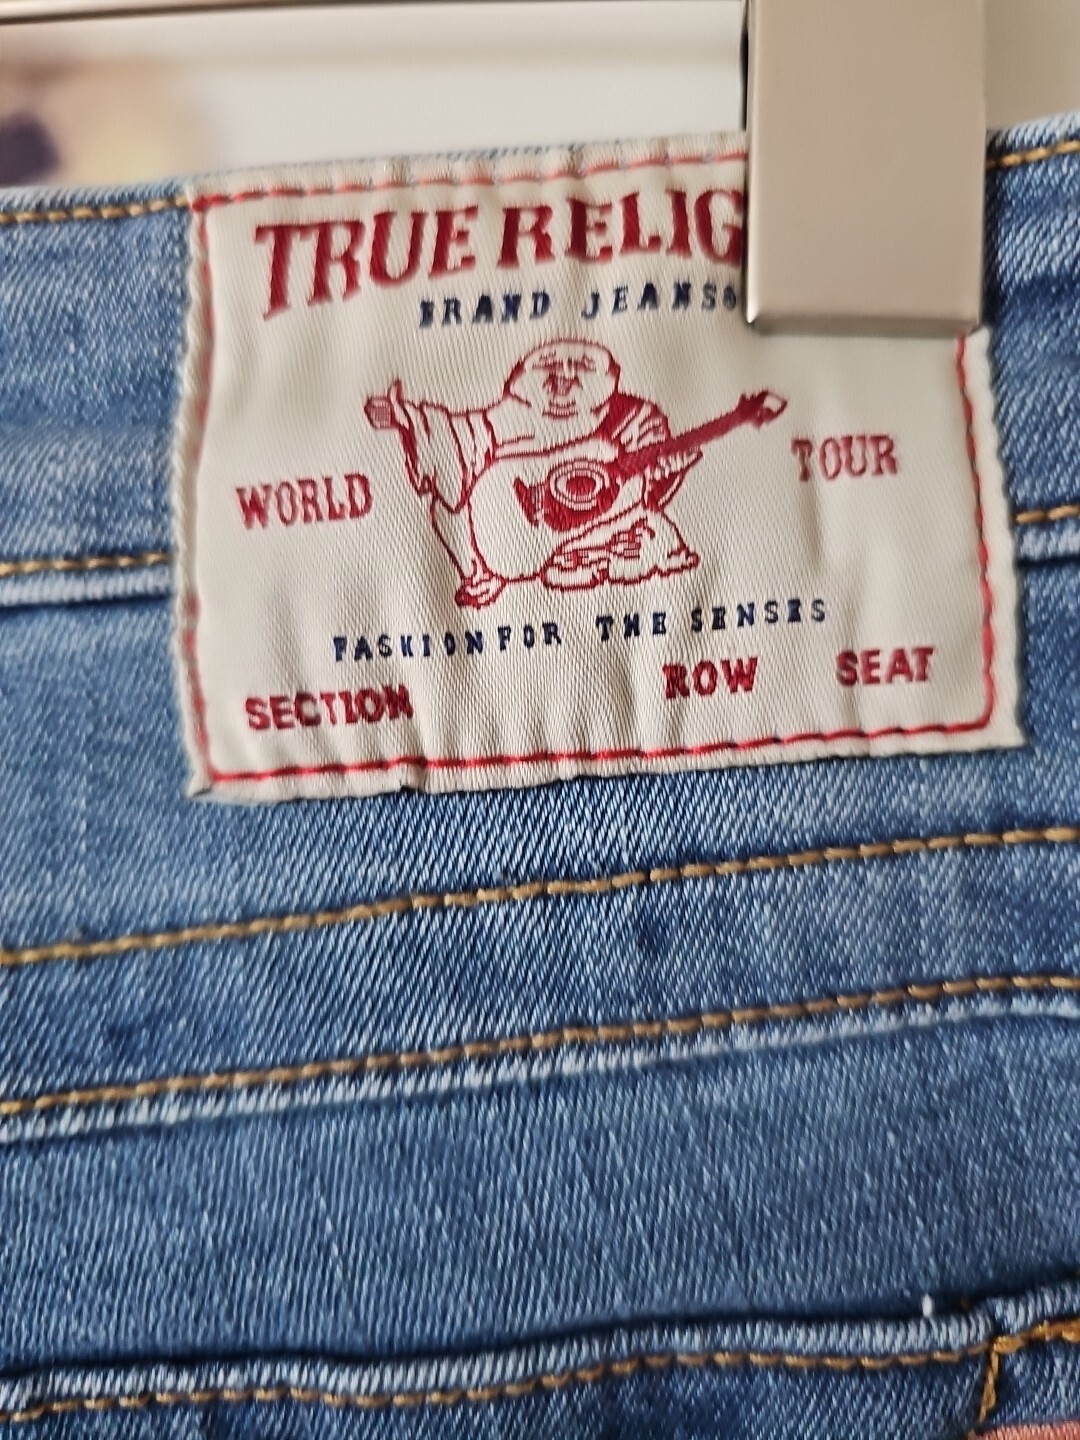 TRUE RELIG
BRAND JEANS
WORLD TOUR
FASHION FOR THE SENSES
SECTION ROW SEAT